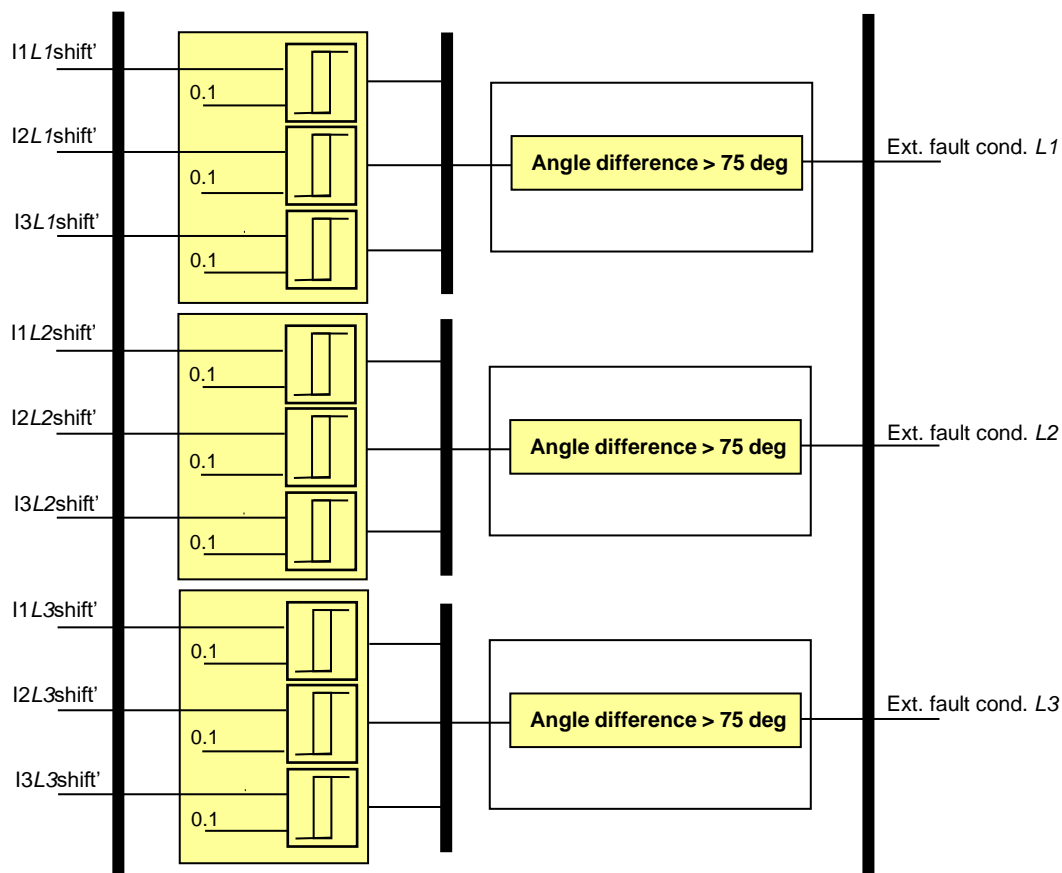 I1L1shift’
0.1
I2L1shift’
0.1
I3L1shift’
0.1
Angle difference > 75 deg
Ext. fault cond. L1
I1L2shift’
0.1
I2L2shift’
0.1
I3L2shift’
0.1
Angle difference > 75 deg
Ext. fault cond. L2
I1L3shift’
0.1
I2L3shift’
0.1
I3L3shift’
0.1
Angle difference > 75 deg
Ext. fault cond. L3